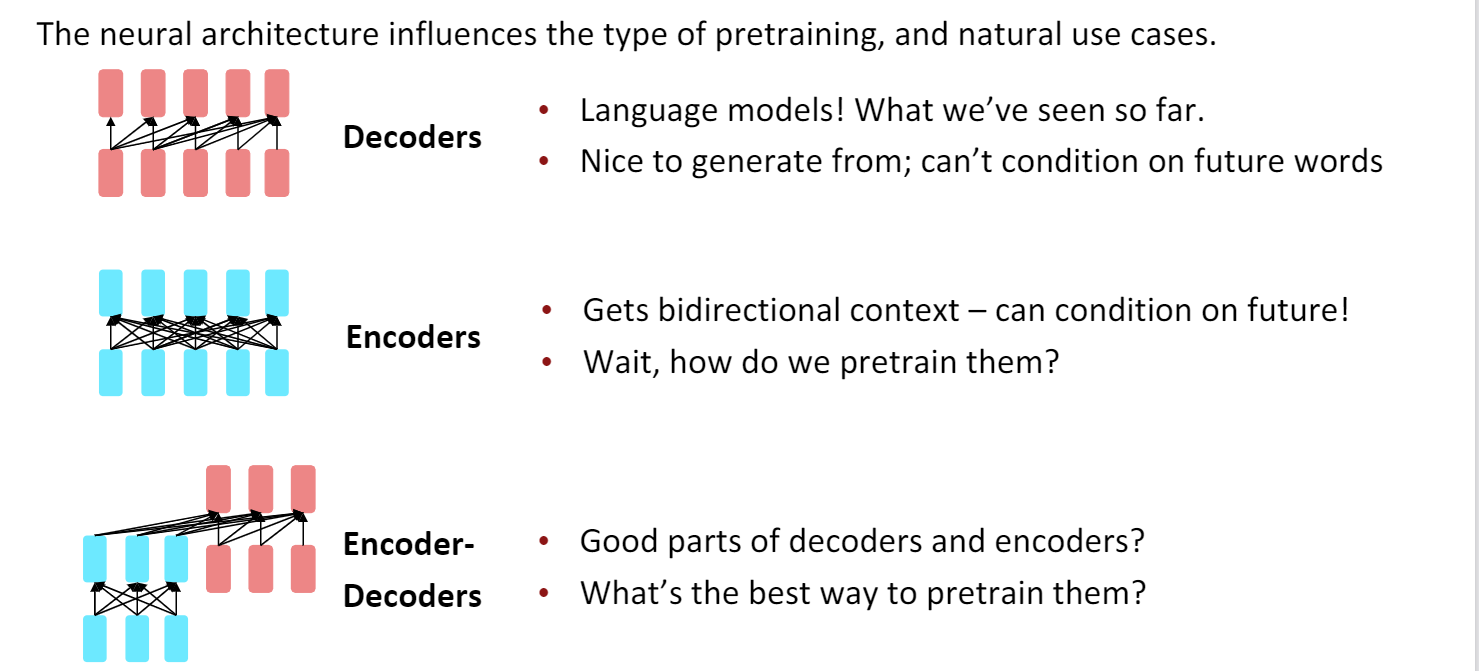 The neural architecture influences the type of pretraining, and natural use cases.
Decoders
• Language models! What we’ve seen so far.
• Nice to generate from; can’t condition on future words
Encoders
• Gets bidirectional context – can condition on future!
• Wait, how do we pretrain them?
Encoder-
Decoders
• Good parts of decoders and encoders?
• What’s the best way to pretrain them?